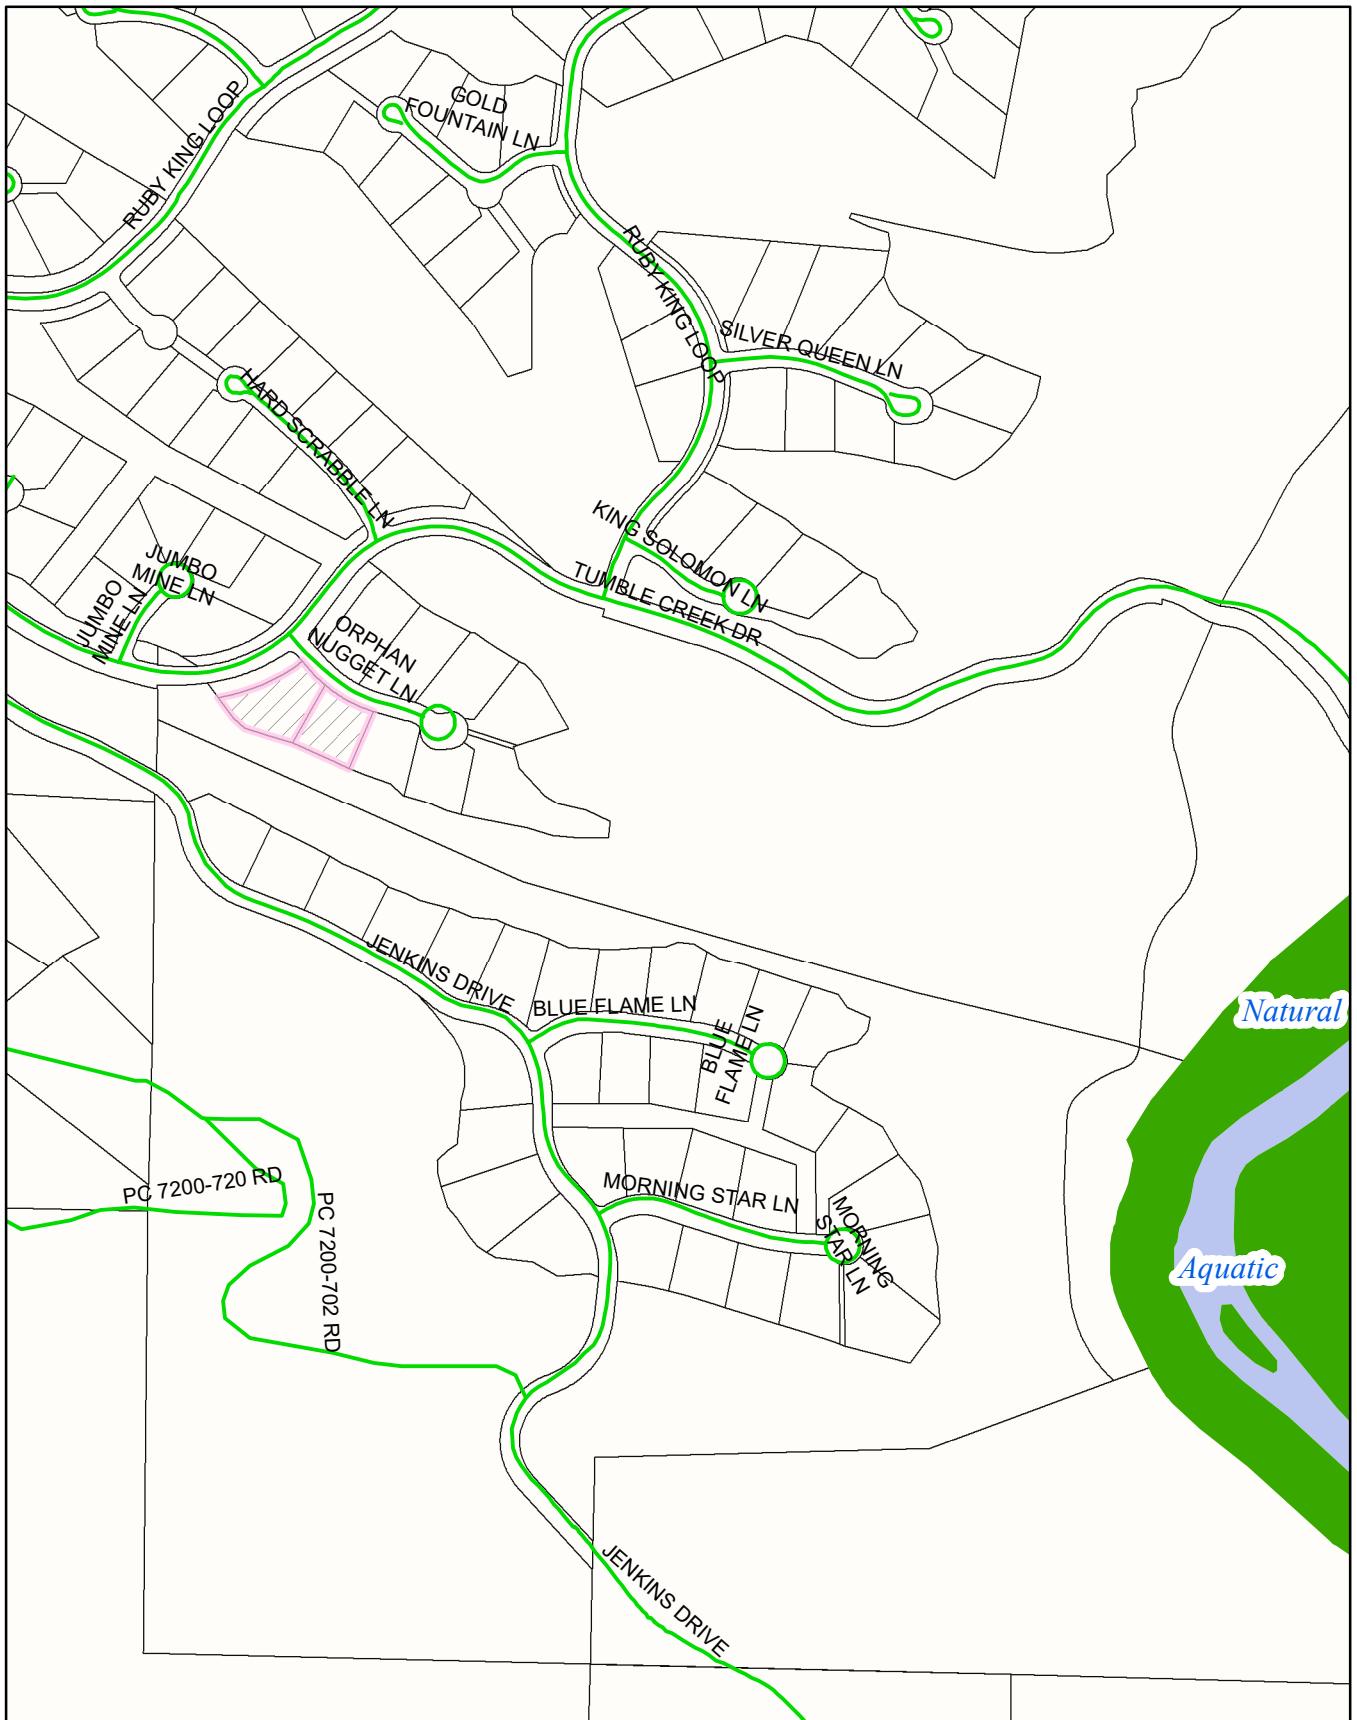 GOLD
FOUNTAIN LN
RUBY KING LOOP
RUBY KING LOOP
SILVER QUEEN LN
HARD SCRABBLE LN
KING SOLOMON LN
JUMBO
MINE LN
JUMBO
MINE LN
TUMBLE CREEK DR
ORPHAN
NUGGET LN
JENKINS DRIVE
BLUE FLAME LN
BLUE
FLAME LN
Natural
MORNING STAR LN
PC 7200-720 RD
PC 7200-702 RD
MORNING
STAR LN
Aquatic
JENKINS DRIVE